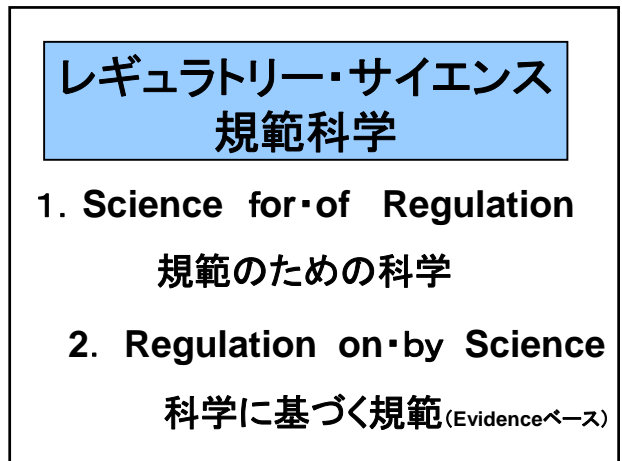 レギュラトリー・サイエンス
規範科学
１．Science for・of Regulation
規範のための科学
2．Regulation on・by Science
科学に基づく規範(Evidenceベース)